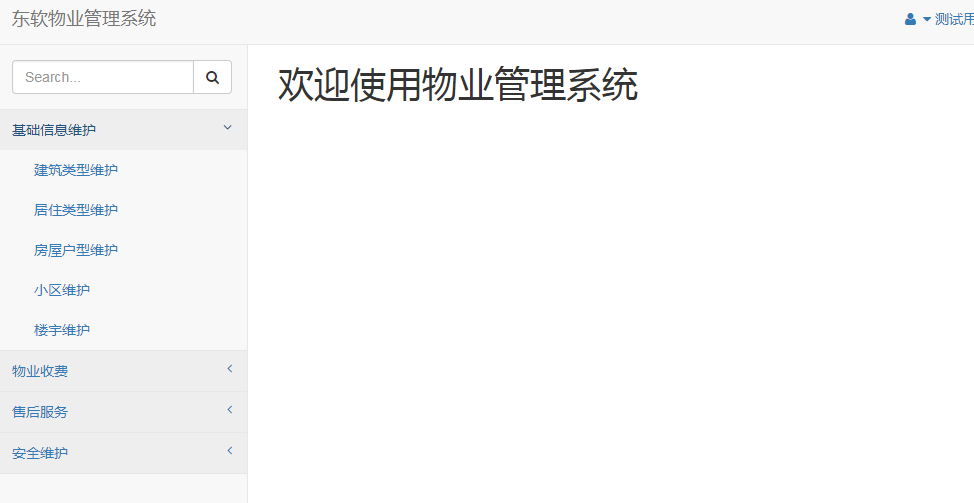 东软物业管理系统
测试用
Search...
欢迎使用物业管理系统
基础信息维护
建筑类型维护
居住类型维护
房屋户型维护
小区维护
楼宇维护
物业收费
售后服务
安全维护